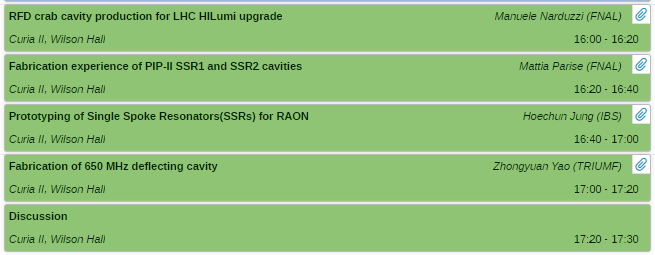 RFD crab cavity production for LHC HILumi upgrade Manuele Narduzzi (FNAL)
Curia II, Wilson Hall 16:00 - 16:20
Fabrication experience of PIP-II SSR1 and SSR2 cavities Mattia Parise (FNAL)
Curia II, Wilson Hall 16:20 - 16:40
Prototyping of Single Spoke Resonators(SSRs) for RAON Hoechun Jung (IBS)
Curia II, Wilson Hall 16:40 - 17:00
Fabrication of 650 MHz deflecting cavity Zhongyuan Yao (TRIUMF)
Curia II, Wilson Hall 17:00 - 17:20
Discussion
Curia II, Wilson Hall 17:20 - 17:30